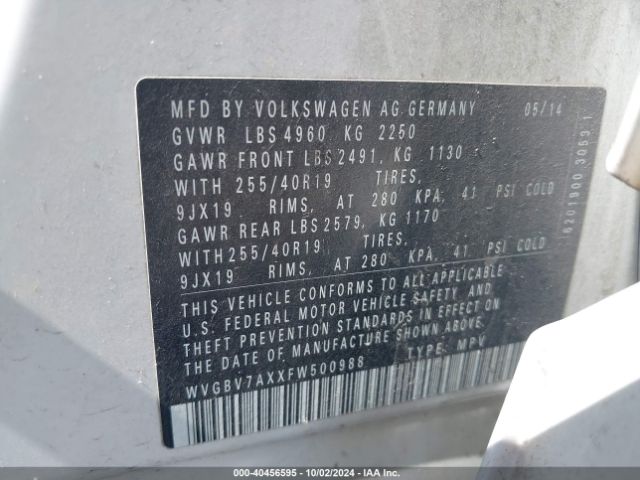 MFD BY VOLKSWAGEN AG GERMANY 05/14
GVWR LBS 4960 KG 2250
GAWR FRONT LBS 2491, KG 1130
WITH 255/40R19 TIRES,
9JX19 RIMS, AT 280 KPA, 41 PSI COLD
GAWR REAR LBS 2579, KG 1170
WITH 255/40R19 TIRES,
9JX19 RIMS, AT 280 KPA, 41 PSI COLD
THIS VEHICLE CONFORMS TO ALL APPLICABLE
U.S. FEDERAL MOTOR VEHICLE SAFETY AND
THEFT PREVENTION STANDARDS IN EFFECT ON
THE DATE OF MANUFACTURE SHOWN ABOVE.
WVGBV7AXXFW500988 TYPE: MPV
6201900 3053 1
000-40456595 - 10/02/2024 - IAA Inc.